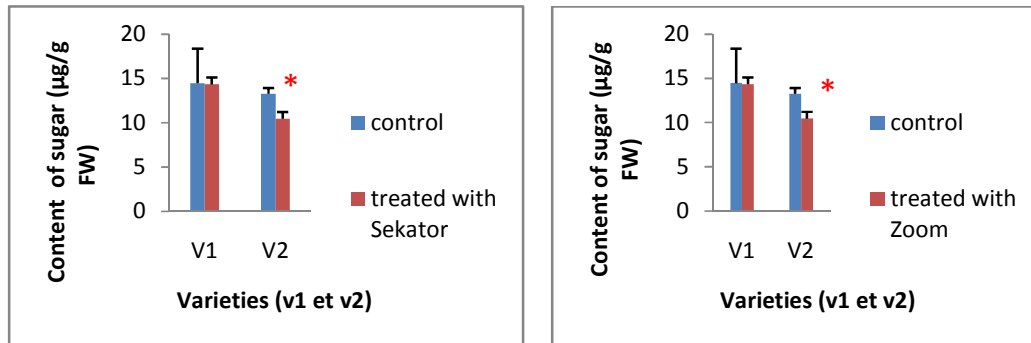 Content of sugar (µg/g
FW)
20
15
10
5
0
*
V1 V2
Varieties (v1 et v2)
control
treated with
Sekator
Content of sugar (µg/g
FW)
20
15
10
5
0
*
V1 V2
Varieties (v1 et v2)
control
treated with
Zoom